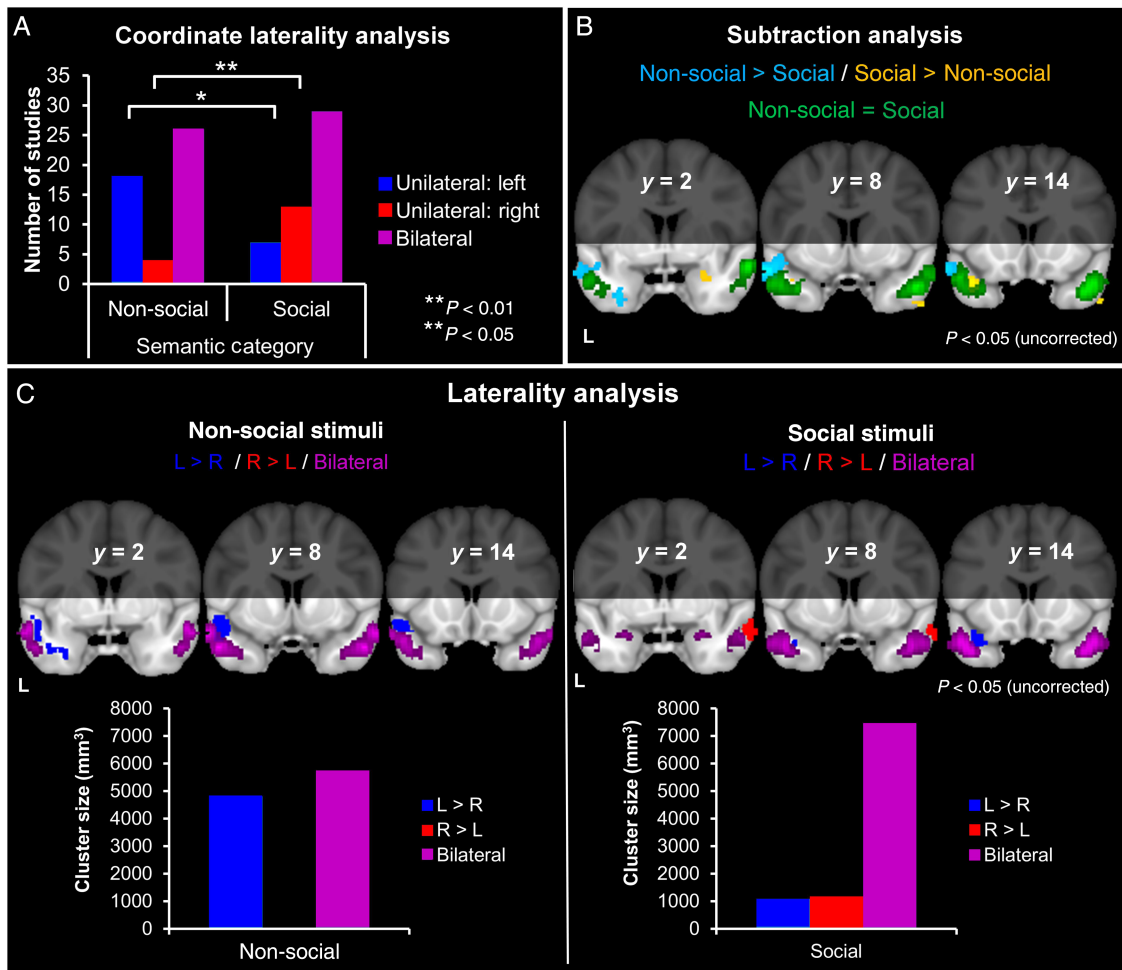 A
Coordinate laterality analysis
**
*
35
30
25
20
15
10
5
0
Number of studies
Non-social
Social
Semantic category
Unilateral: left
Unilateral: right
Bilateral
**P < 0.01
**P < 0.05
B
Subtraction analysis
Non-social > Social / Social > Non-social
Non-social = Social
y = 2
y = 8
y = 14
L
P < 0.05 (uncorrected)
C
Laterality analysis
Non-social stimuli
L > R / R > L / Bilateral
y = 2
y = 8
y = 14
L
8000
7000
6000
5000
4000
3000
2000
1000
0
Cluster size (mm³)
Non-social
L > R
R > L
Bilateral
Social stimuli
L > R / R > L / Bilateral
y = 2
y = 8
y = 14
L
P < 0.05 (uncorrected)
8000
7000
6000
5000
4000
3000
2000
1000
0
Cluster size (mm³)
Social
L > R
R > L
Bilateral